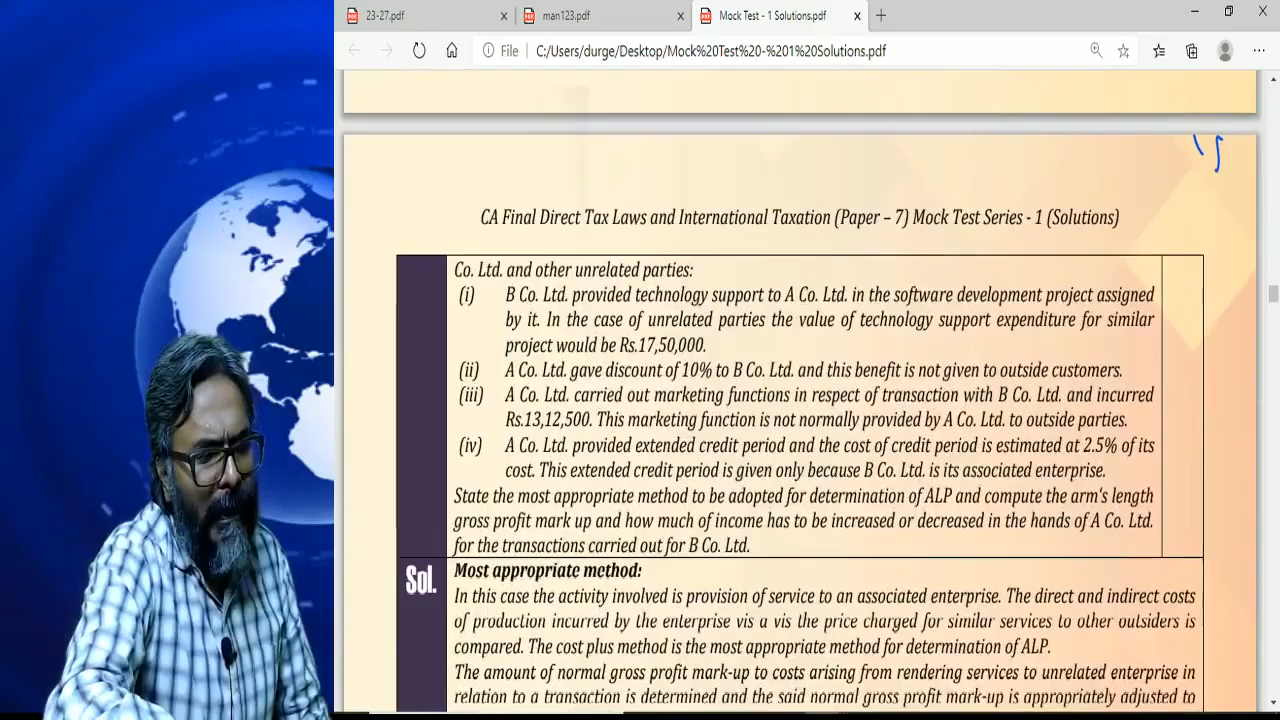 23-27.pdf
man123.pdf
Mock Test - 1 Solutions.pdf
File
C:/Users/durge/Desktop/Mock%20Test%20-%201%20Solutions.pdf
CA Final Direct Tax Laws and International Taxation (Paper – 7) Mock Test Series - 1 (Solutions)
Co. Ltd. and other unrelated parties:
(i) B Co. Ltd. provided technology support to A Co. Ltd. in the software development project assigned
by it. In the case of unrelated parties the value of technology support expenditure for similar
project would be Rs.17,50,000.
(ii) A Co. Ltd. gave discount of 10% to B Co. Ltd. and this benefit is not given to outside customers.
(iii) A Co. Ltd. carried out marketing functions in respect of transaction with B Co. Ltd. and incurred
Rs.13,12,500. This marketing function is not normally provided by A Co. Ltd. to outside parties.
(iv) A Co. Ltd. provided extended credit period and the cost of credit period is estimated at 2.5% of its
cost. This extended credit period is given only because B Co. Ltd. is its associated enterprise.
State the most appropriate method to be adopted for determination of ALP and compute the arm's length
gross profit mark up and how much of income has to be increased or decreased in the hands of A Co. Ltd.
for the transactions carried out for B Co. Ltd.
Sol. Most appropriate method:
In this case the activity involved is provision of service to an associated enterprise. The direct and indirect costs
of production incurred by the enterprise vis a vis the price charged for similar services to other outsiders is
compared. The cost plus method is the most appropriate method for determination of ALP.
The amount of normal gross profit mark-up to costs arising from rendering services to unrelated enterprise in
relation to a transaction is determined and the said normal gross profit mark-up is appropriately adjusted to